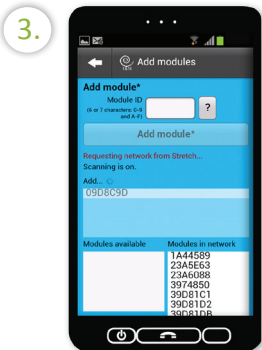 3.
Add modules
Add module*
Module ID
(6 or 7 characters: 0-9
and A-F)
?
Add module*
Requesting network from Stretch...
Scanning is on.
Add...
09D8C9D
Modules available
Modules in network
1A44589
23A5E63
23A6088
3974850
39D81C1
39D81D2
39D81DB